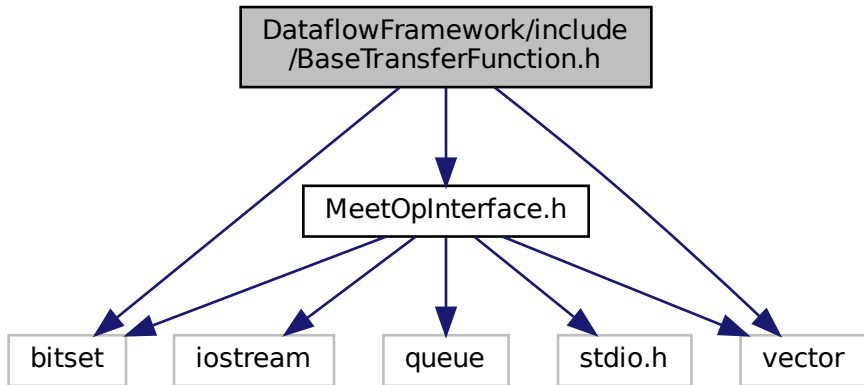 DataflowFramework/include
/BaseTransferFunction.h
MeetOpInterface.h
bitset
iostream
queue
stdio.h
vector